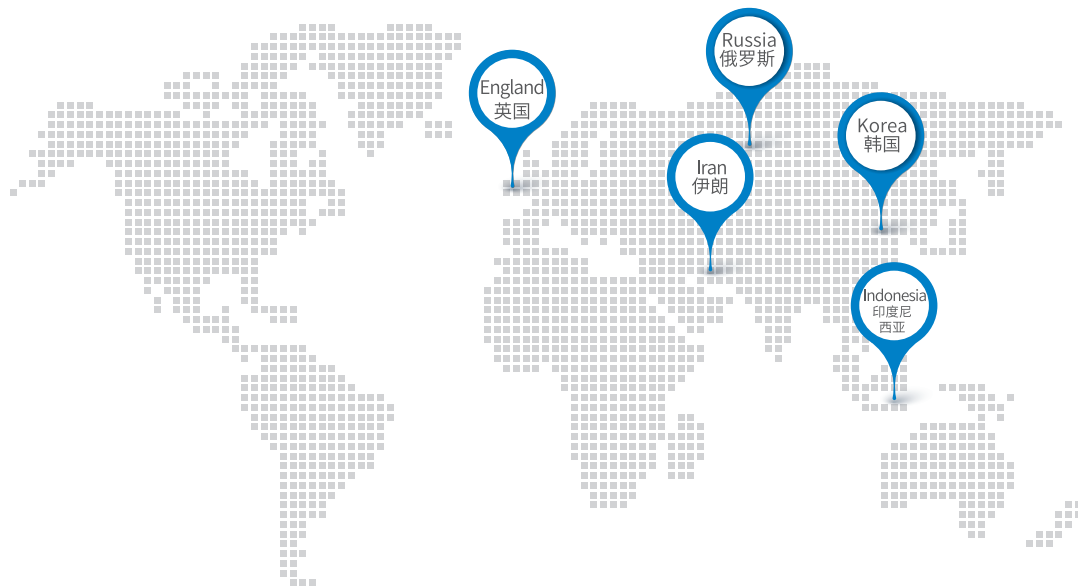 England
英国
Russia
俄罗斯
Korea
韩国
Iran
伊朗
Indonesia
印度尼
西亚